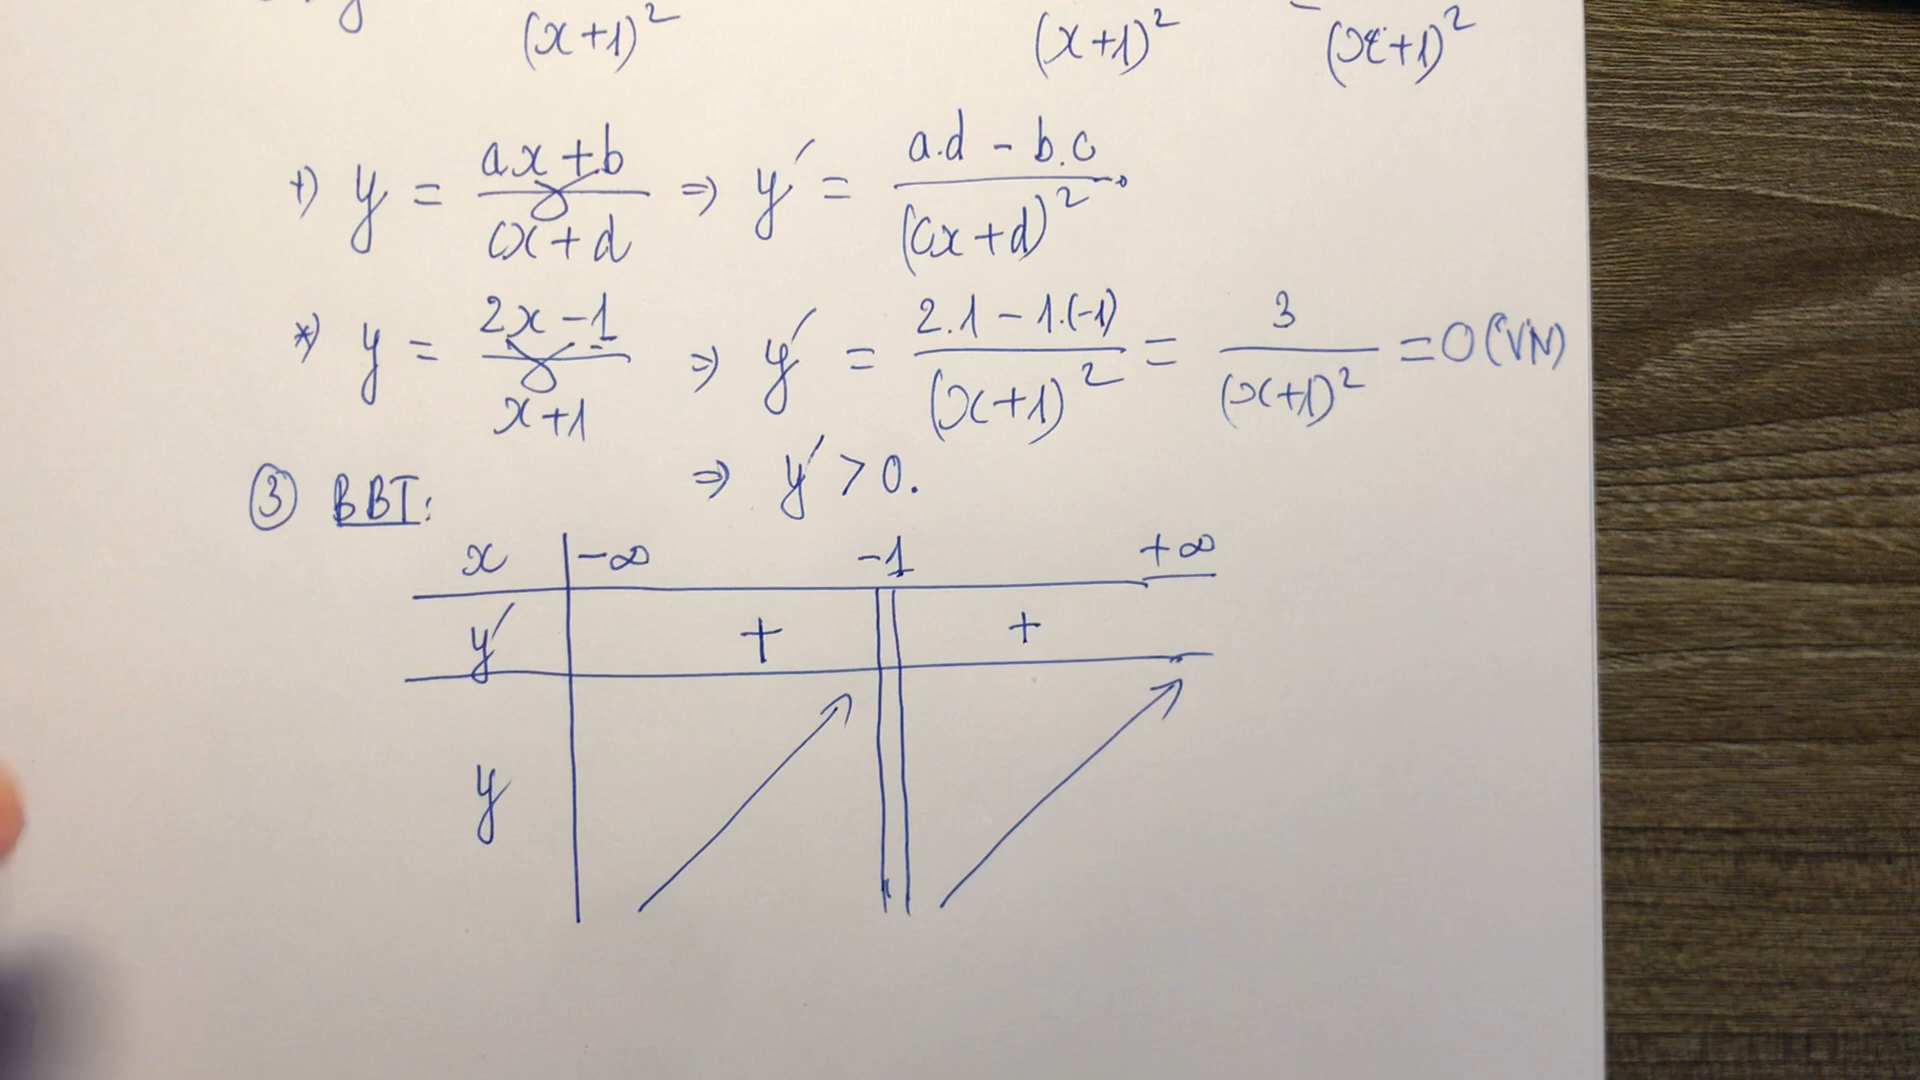 y (x+1)² (x+1)² (x+1)²
+) y = ax+b / cx+d ⇒ y' = a.d - b.c / (cx+d)²
*) y = 2x-1 / x+1 ⇒ y' = 2.1 - 1.(-1) / (x+1)² = 3 / (x+1)² = 0 (VN)
⇒ y' > 0.
③ BBT:
x -∞ -1 +∞
y' + +
y